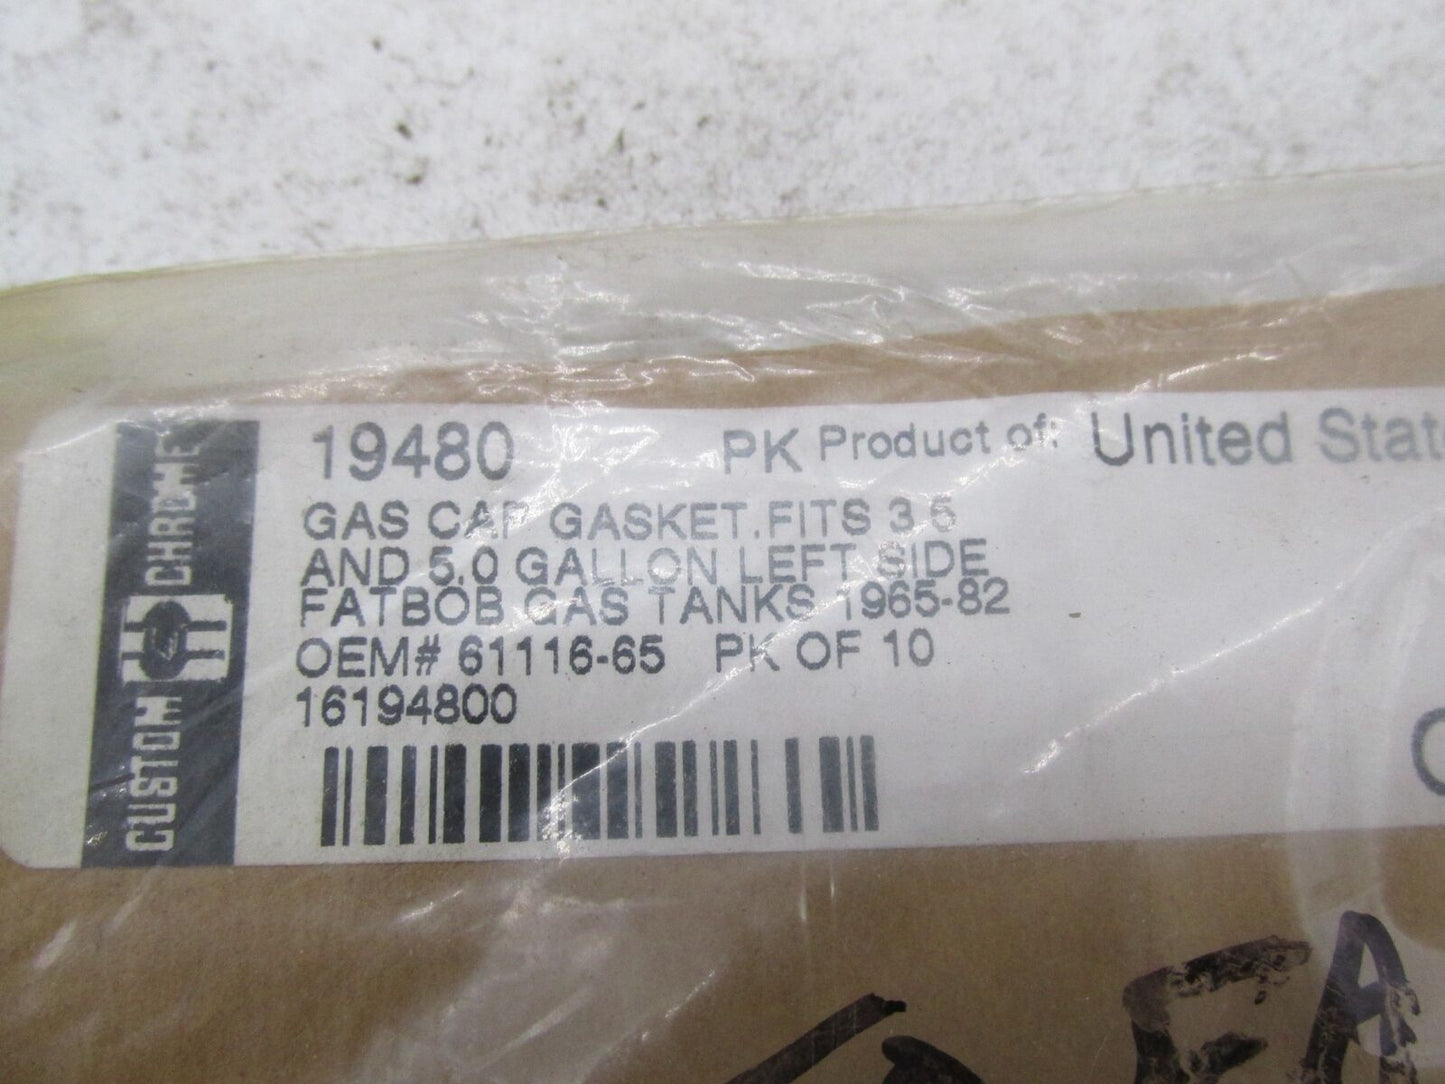 CUSTOM CHROME
19480 PK Product of: United Stat
GAS CAP GASKET.FITS 3.5
AND 5.0 GALLON LEFT SIDE
FATBOB GAS TANKS 1965-82
OEM# 61116-65 PK OF 10
16194800
EA